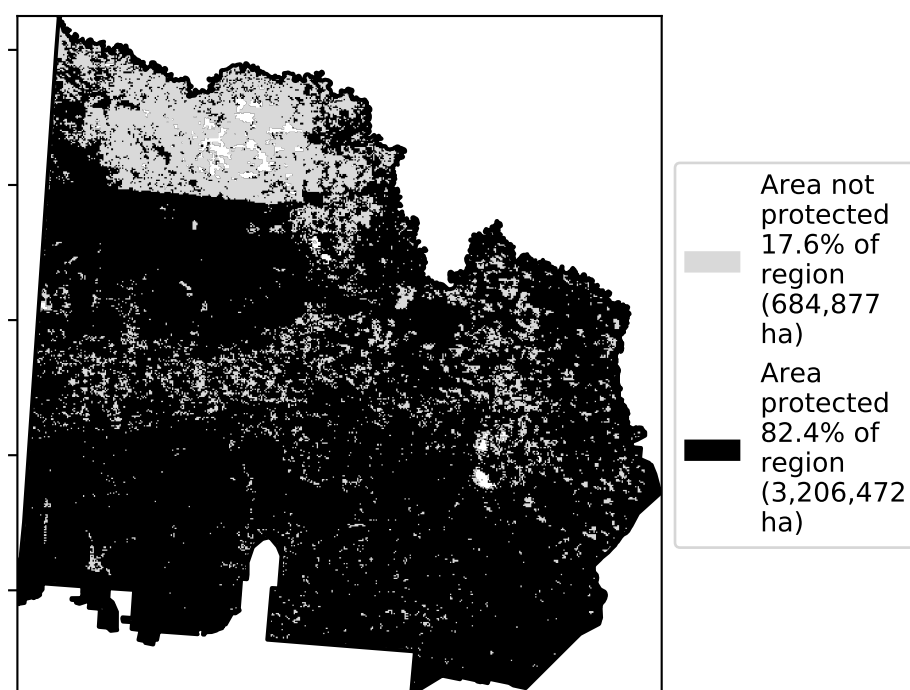 Area not
protected
17.6% of
region
(684,877
ha)
Area
protected
82.4% of
region
(3,206,472
ha)